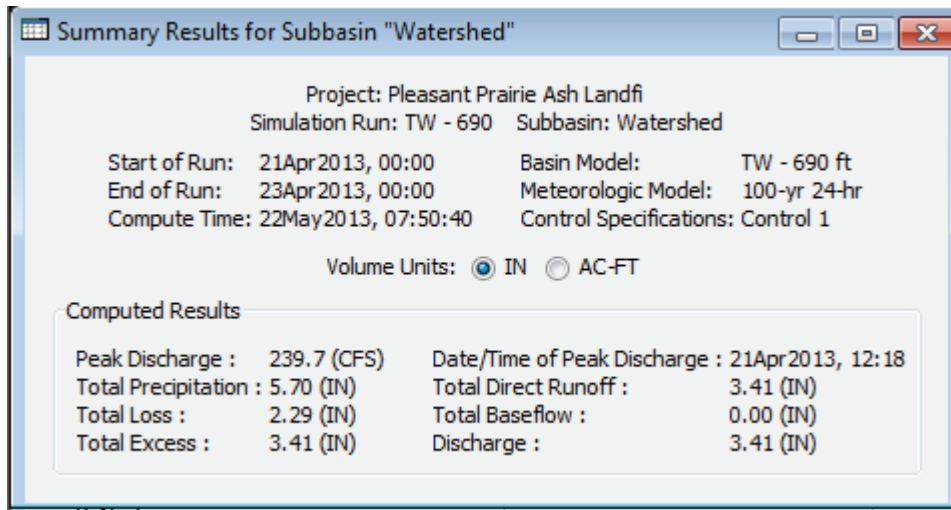 Summary Results for Subbasin "Watershed"
Project: Pleasant Prairie Ash Landfi
Simulation Run: TW - 690 Subbasin: Watershed
Start of Run: 21Apr2013, 00:00 Basin Model: TW - 690 ft
End of Run: 23Apr2013, 00:00 Meteorologic Model: 100-yr 24-hr
Compute Time: 22May2013, 07:50:40 Control Specifications: Control 1
Volume Units: IN AC-FT
Computed Results
Peak Discharge : 239.7 (CFS) Date/Time of Peak Discharge : 21Apr2013, 12:18
Total Precipitation : 5.70 (IN) Total Direct Runoff : 3.41 (IN)
Total Loss : 2.29 (IN) Total Baseflow : 0.00 (IN)
Total Excess : 3.41 (IN) Discharge : 3.41 (IN)